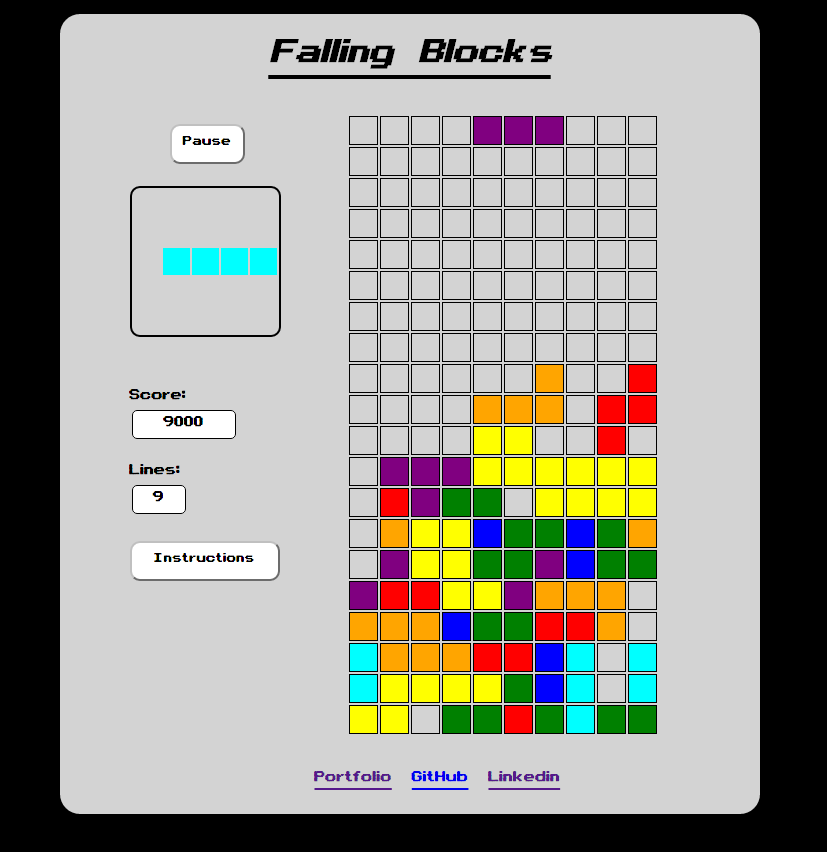 Falling Blocks
Pause
Score:
9000
Lines:
9
Instructions
Portfolio GitHub Linkedin